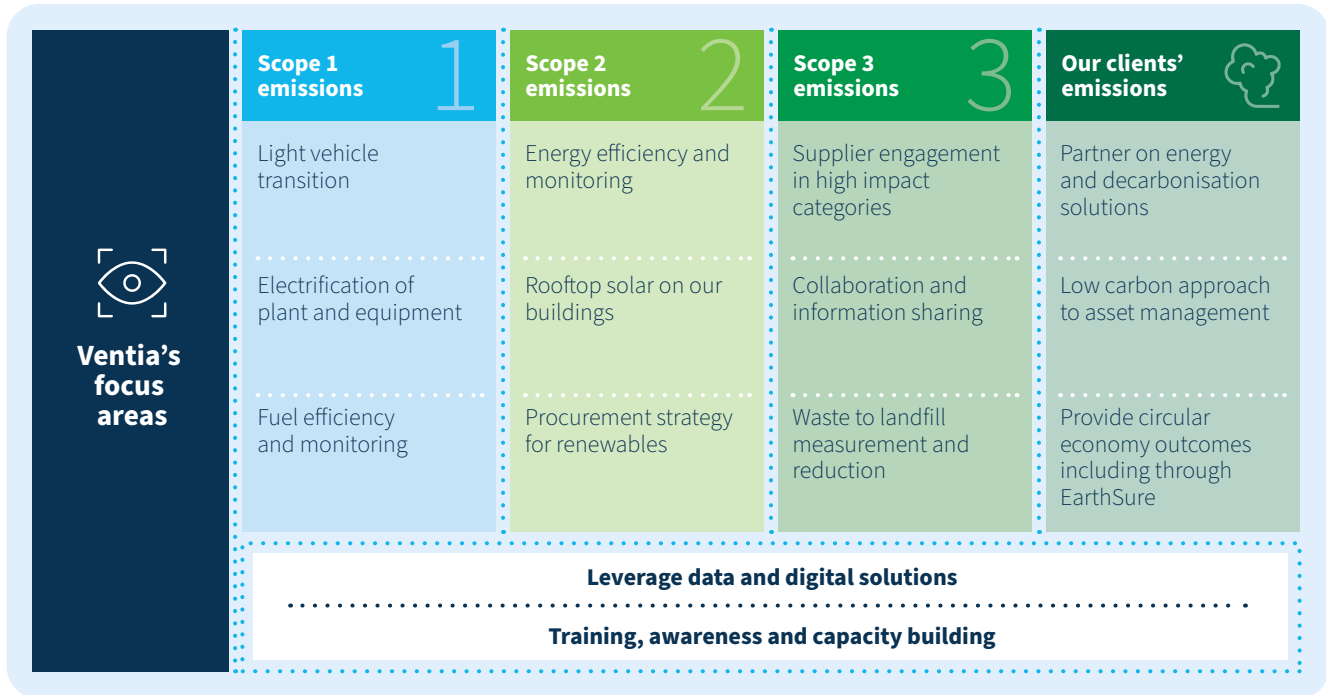 Ventia’s
focus
areas
Scope 1
emissions
1
Light vehicle
transition
Electrification of
plant and equipment
Fuel efficiency
and monitoring
Scope 2
emissions
2
Energy efficiency and
monitoring
Rooftop solar on our
buildings
Procurement strategy
for renewables
Scope 3
emissions
3
Supplier engagement
in high impact
categories
Collaboration and
information sharing
Waste to landfill
measurement and
reduction
Our clients’
emissions
Partner on energy
and decarbonisation
solutions
Low carbon approach
to asset management
Provide circular
economy outcomes
including through
EarthSure
Leverage data and digital solutions
Training, awareness and capacity building